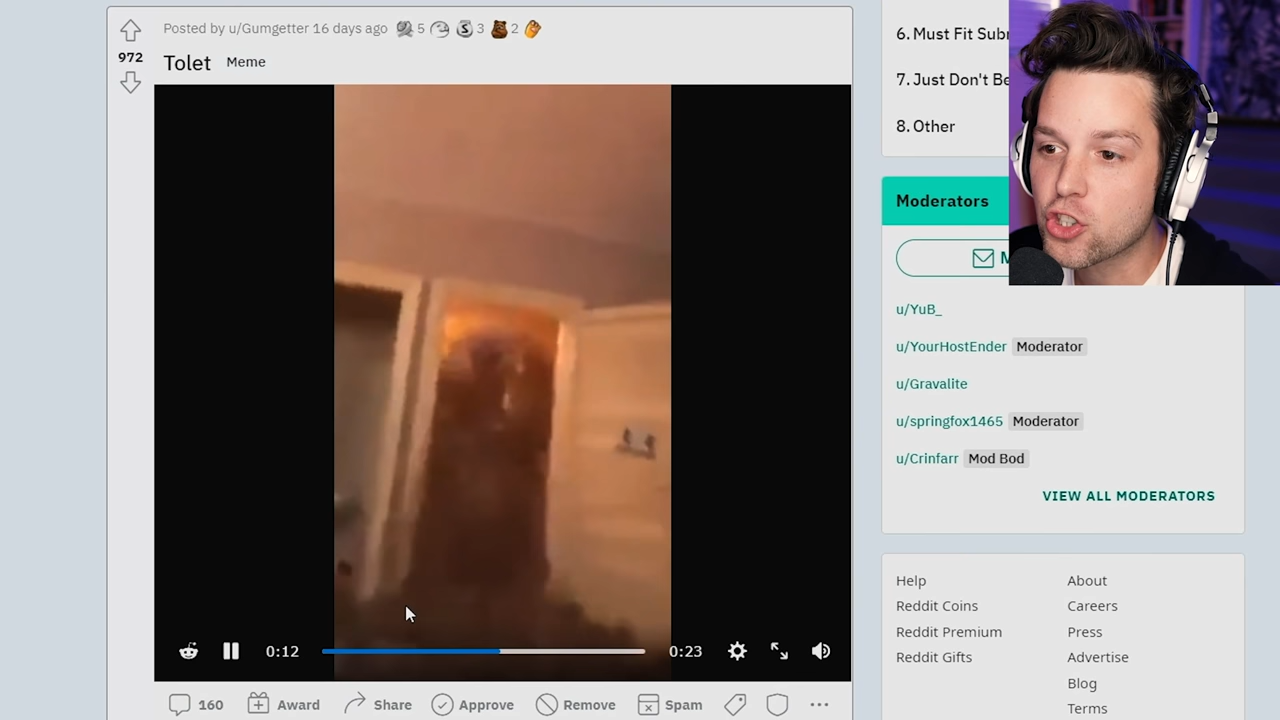 Posted by u/Gumgetter 16 days ago 5 3 2
972
Tolet Meme
0:12 0:23
160 Award Share Approve Remove Spam
6. Must Fit Sub
7. Just Don't Be
8. Other
Moderators
M
u/YuB_
u/YourHostEnder Moderator
u/Gravalite
u/springfox1465 Moderator
u/Crinfarr Mod Bod
VIEW ALL MODERATORS
Help About
Reddit Coins Careers
Reddit Premium Press
Reddit Gifts Advertise
Blog
Terms